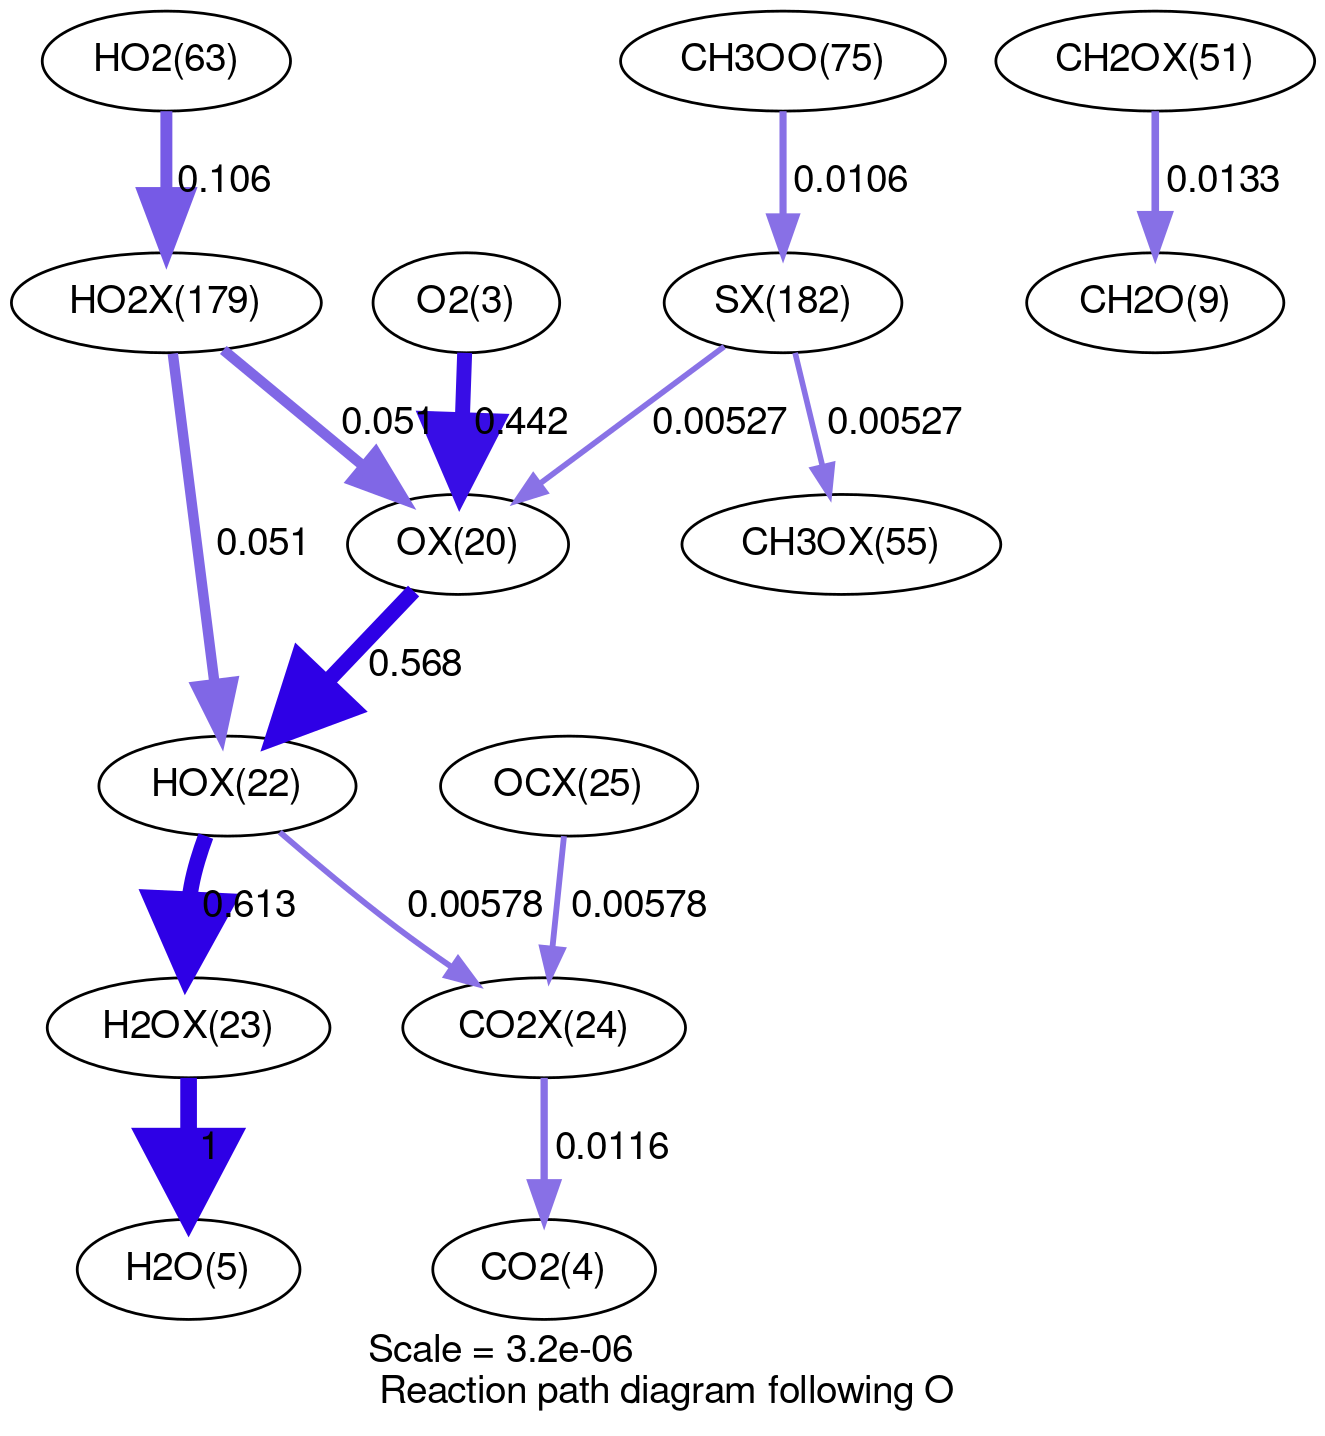 HO2(63)
CH3OO(75)
CH2OX(51)
0.106
0.0106
0.0133
HO2X(179)
O2(3)
SX(182)
CH2O(9)
0.051
0.442
0.00527
0.00527
0.051
OX(20)
CH3OX(55)
0.568
HOX(22)
OCX(25)
0.613
0.00578
0.00578
H2OX(23)
CO2X(24)
1
0.0116
H2O(5)
CO2(4)
Scale = 3.2e-06
Reaction path diagram following O